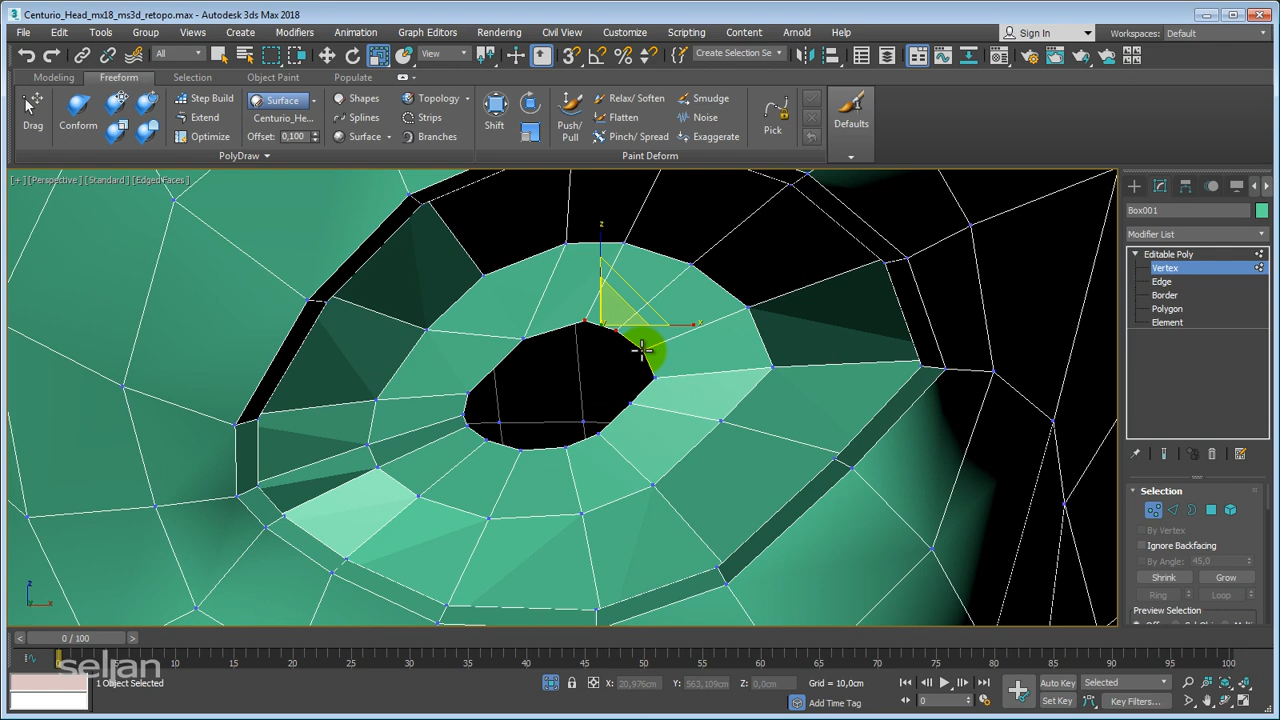 Centurio_Head_mx18_ms3d_retopo.max - Autodesk 3ds Max 2018
File Edit Tools Group Views Create Modifiers Animation Graph Editors Rendering Civil View Customize Scripting Content Arnold Help Sign In Workspaces: Default
All View Create Selection Se
Modeling Freeform Selection Object Paint Populate
Step Build Surface Shapes Topology Relax/ Soften Smudge
Drag Conform Extend Centurio_He... Splines Strips Shift Push/ Pull Flatten Noise Pick Defaults
Optimize Offset: 0,100 Surface Branches Pinch/ Spread Exaggerate
PolyDraw Paint Deform
[+] [Perspective] [Standard] [Edged Faces]
Box001
Modifier List
Editable Poly
Vertex
Edge
Border
Polygon
Element
Selection
By Vertex
Ignore Backfacing
By Angle: 45,0
Shrink Grow
Ring Loop
Preview Selection
0 / 100
0 15 20 25 30 35 40 45 50 55 60 65 70 75 80 85 90 95 100
selian
1 Object Selected X: 20,976cm Y: 563,109cm Z: 0,0cm Grid = 10,0cm Auto Key Selected
Add Time Tag 0 Set Key Key Filters...